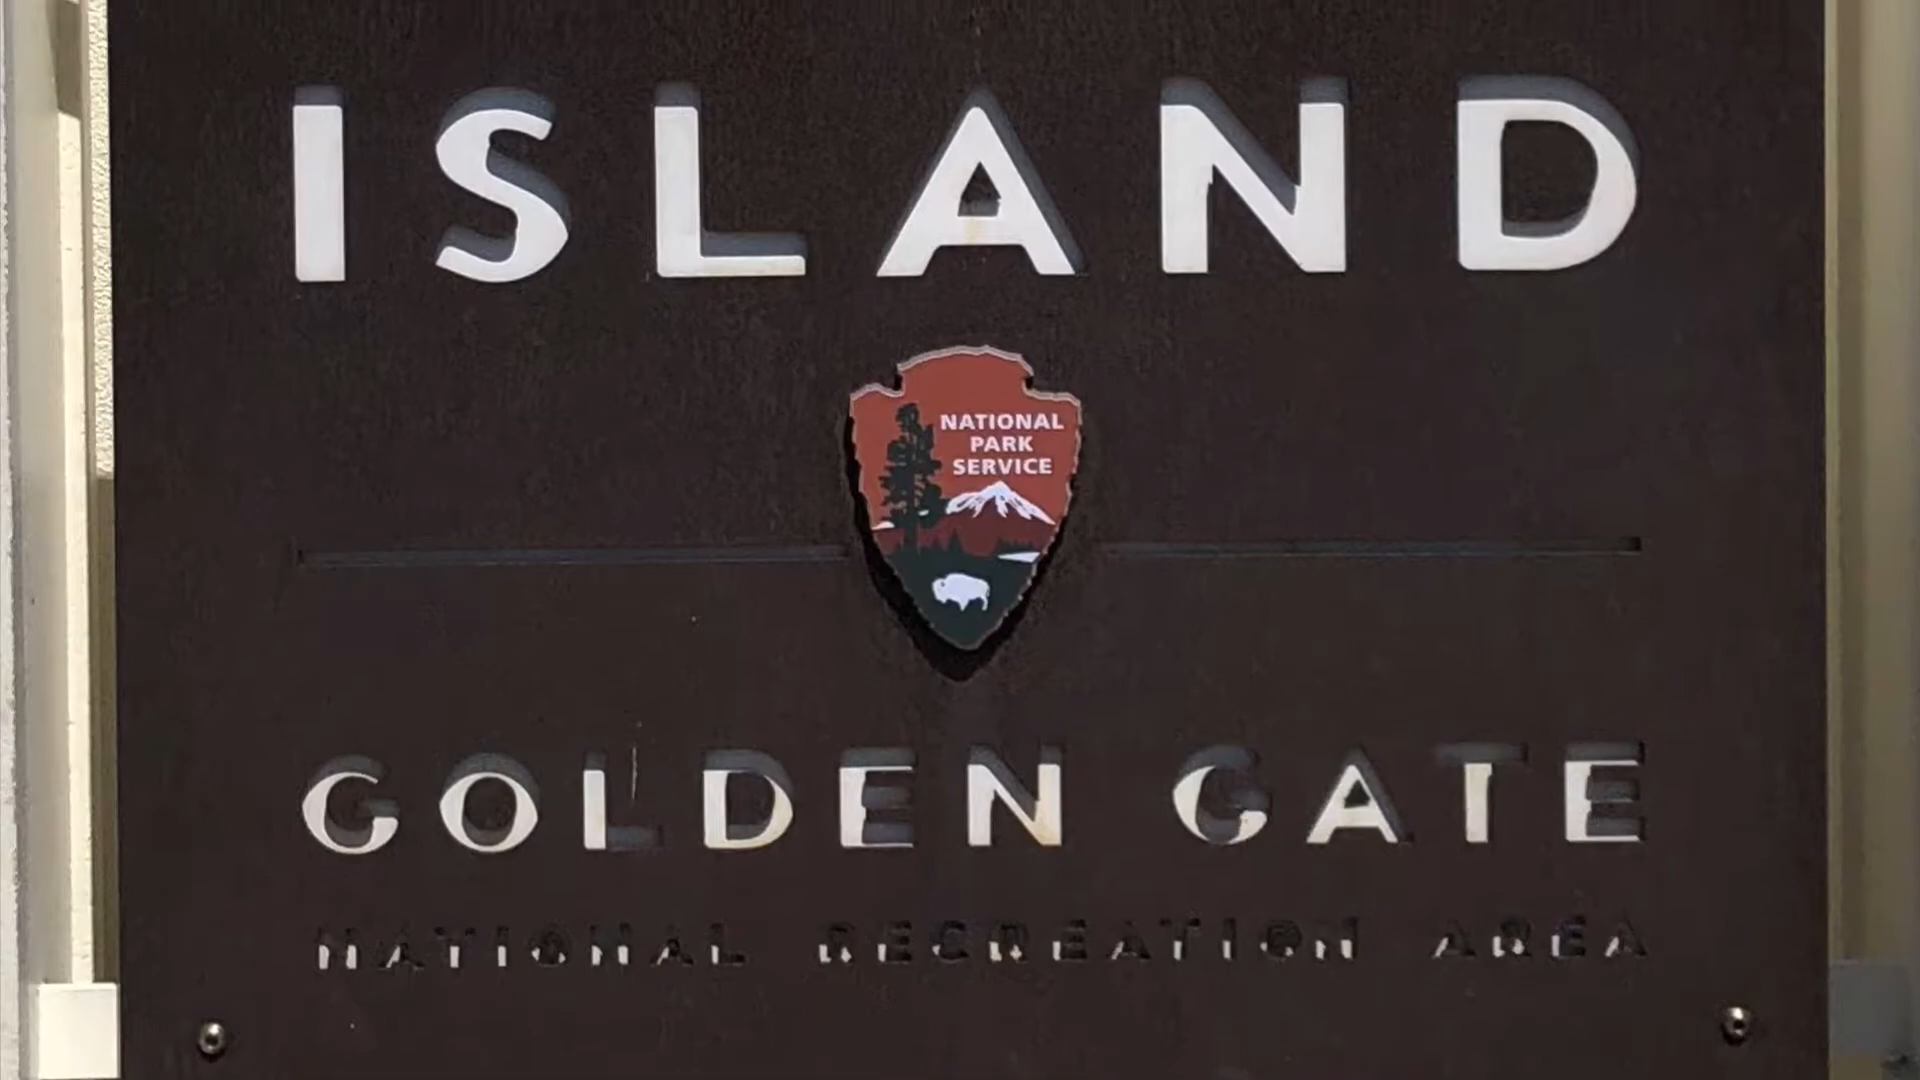 ISLAND
NATIONAL
PARK
SERVICE
GOLDEN GATE
NATIONAL RECREATION AREA